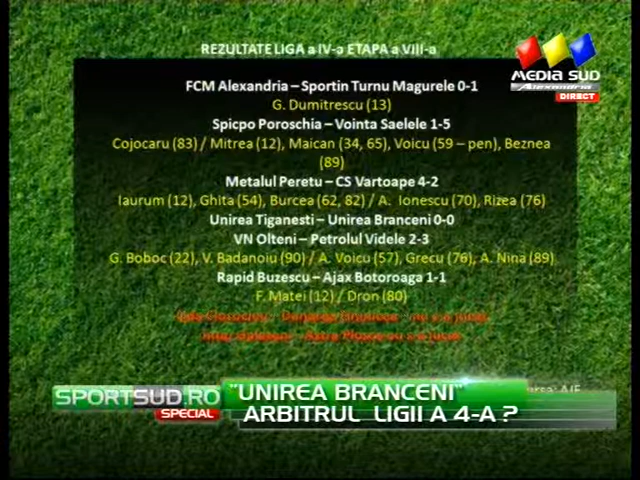 REZULTATE LIGA a IV-a ETAPA a VIII-a
MEDIA SUD
Alexandria
DIRECT
FCM Alexandria – Sportin Turnu Magurele 0-1
G. Dumitrescu (13)
Spicpo Poroschia – Vointa Saelele 1-5
Cojocaru (83) / Mitrea (12), Maican (34, 65), Voicu (59 – pen), Beznea
(89)
Metalul Peretu – CS Vartoape 4-2
Iaurum (12), Ghita (54), Burcea (62, 82) / A. Ionescu (70), Rizea (76)
Unirea Tiganesti – Unirea Branceni 0-0
VN Olteni – Petrolul Videle 2-3
G. Boboc (22), V. Badanoiu (90) / A. Voicu (57), Grecu (76), A. Nina (89)
Rapid Buzescu – Ajax Botoroaga 1-1
F. Matei (12) / Dron (80)
SPORTSUD.RO
SPECIAL
"UNIREA BRANCENI"
ARBITRUL LIGII A 4-A ?